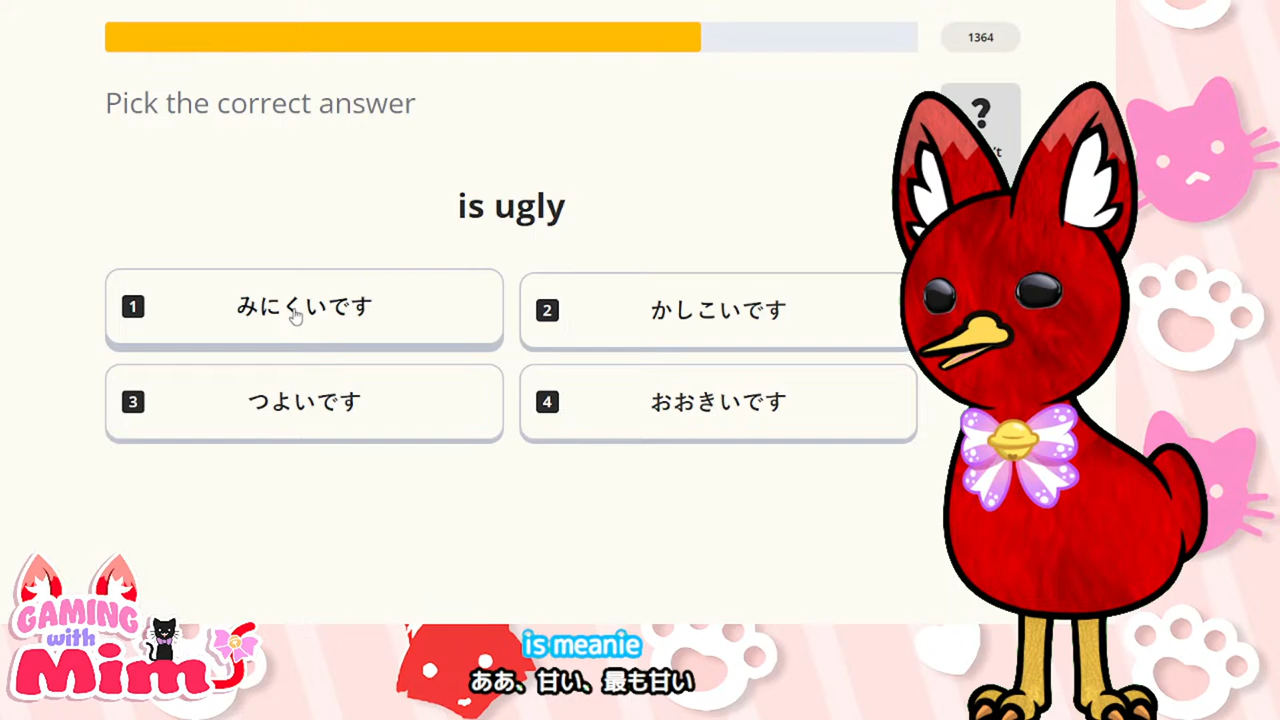 1364
Pick the correct answer
?
is ugly
1 みにくいです
2 かしこいです
3 つよいです
4 おおきいです
GAMING
with
Mim
is meanie
ああ、甘い、最も甘い